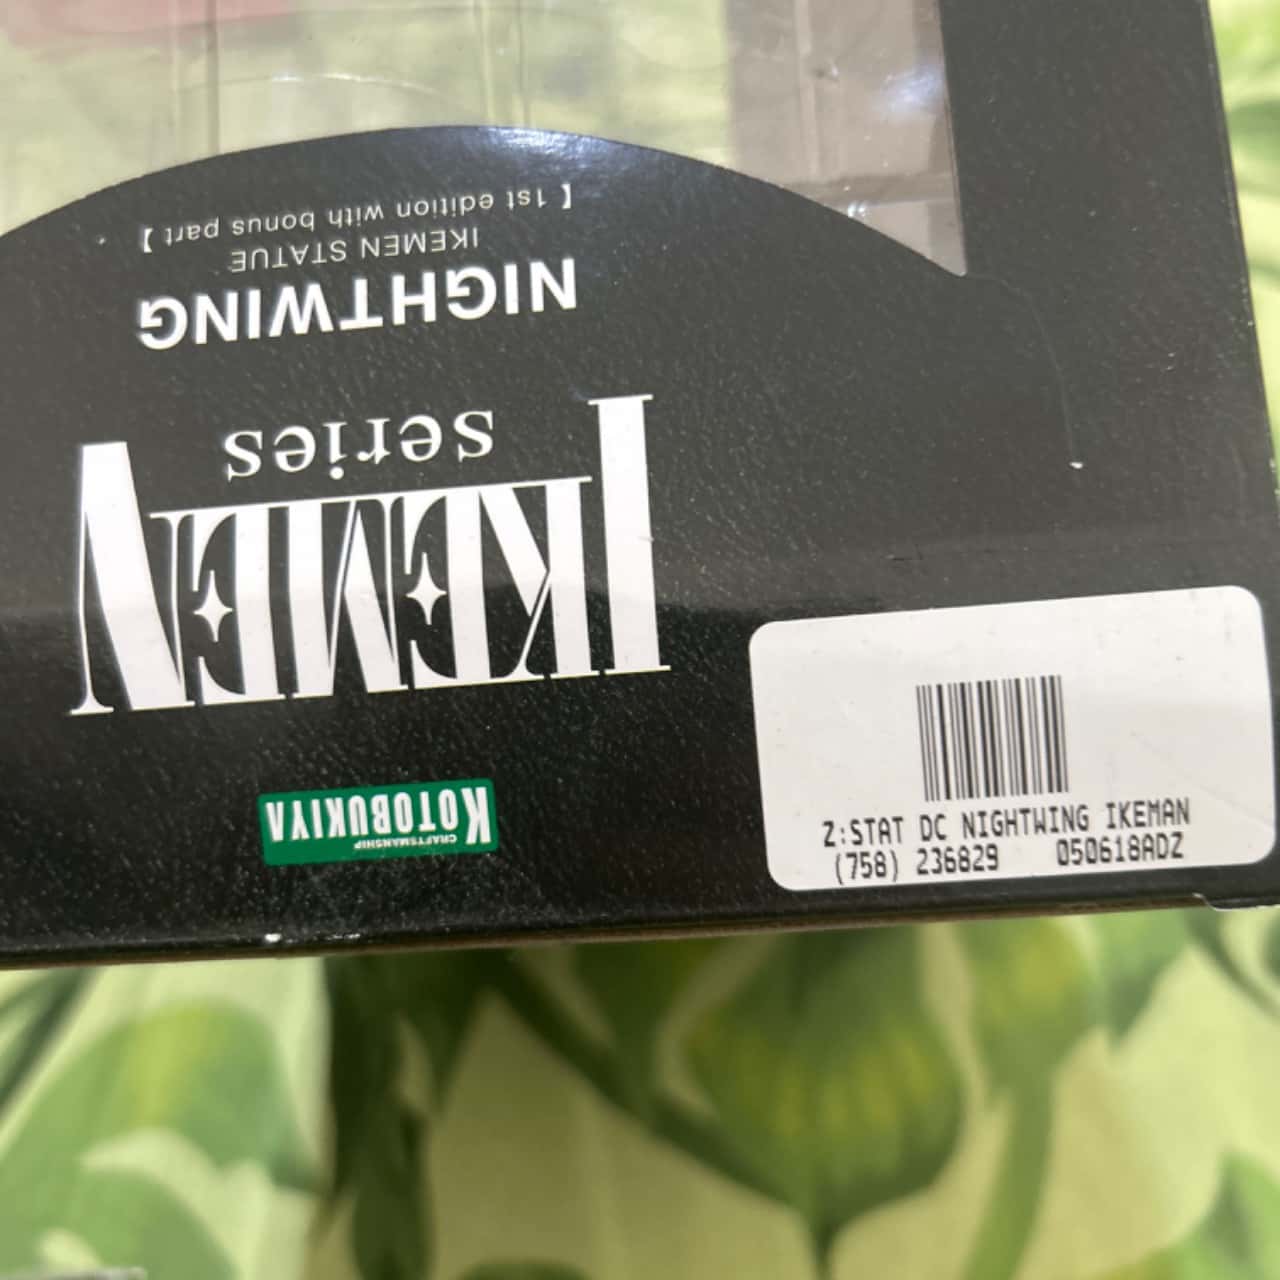 KOTOBUKIYA
CRAFTSMANSHIP
IKEMEN
series
NIGHTWING
IKEMEN STATUE
【 1st edition with bonus part 】
Z:STAT DC NIGHTWING IKEMAN
(758) 236829 050618ADZ